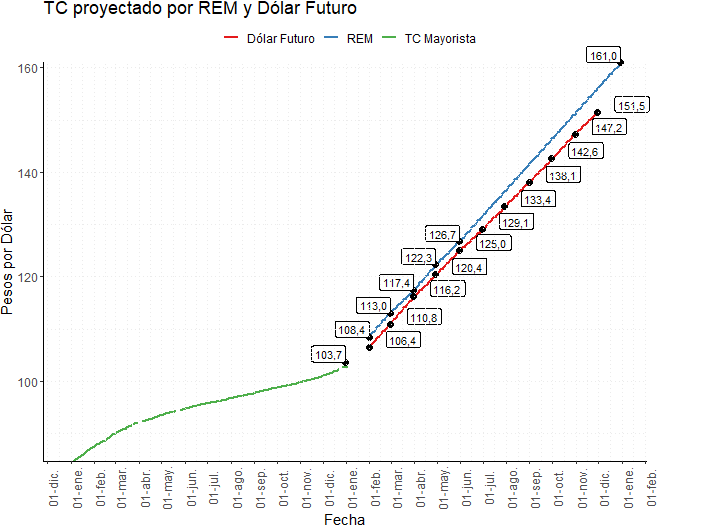 TC proyectado por REM y Dólar Futuro
Dólar Futuro REM TC Mayorista
Pesos por Dólar
160
140
120
100
161,0
151,5
147,2
142,6
138,1
133,4
129,1
126,7
125,0
122,3
120,4
117,4
116,2
113,0
110,8
108,4
106,4
103,7
01-dic.
01-ene.
01-feb.
01-mar.
01-abr.
01-may.
01-jun.
01-jul.
01-ago.
01-sep.
01-oct.
01-nov.
01-dic.
01-ene.
01-feb.
01-mar.
01-abr.
01-may.
01-jun.
01-jul.
01-ago.
01-sep.
01-oct.
01-nov.
01-dic.
01-ene.
01-feb.
Fecha